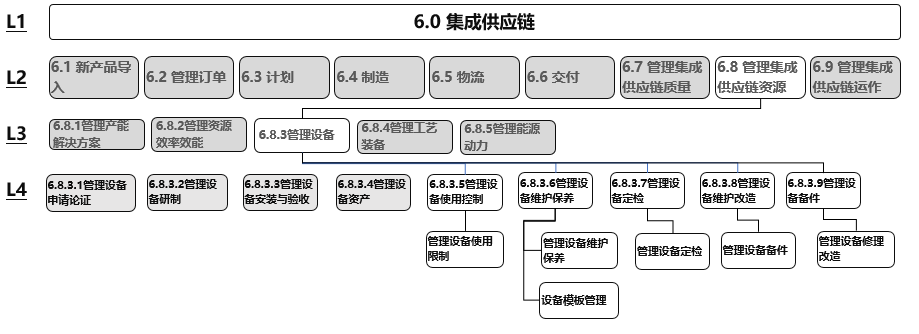 L1
6.0 集成供应链
L2
6.1 新产品导
入
6.2 管理订单
6.3 计划
6.4 制造
6.5 物流
6.6 交付
6.7 管理集成
供应链质量
6.8 管理集成
供应链资源
6.9 管理集成
供应链运作
L3
6.8.1管理产能
解决方案
6.8.2管理资源
效率效能
6.8.3管理设备
6.8.4管理工艺
装备
6.8.5管理能源
动力
L4
6.8.3.1管理设备
申请论证
6.8.3.2管理设
备研制
6.8.3.3管理设
备安装与验收
6.8.3.4管理设
备资产
6.8.3.5管理设
备使用控制
6.8.3.6管理设
备维护保养
6.8.3.7管理设
备定检
6.8.3.8管理设
备维护改造
6.8.3.9管理设
备备件
管理设备使用
限制
管理设备维护
保养
管理设备定检
管理设备备件
管理设备修理
改造
设备模板管理